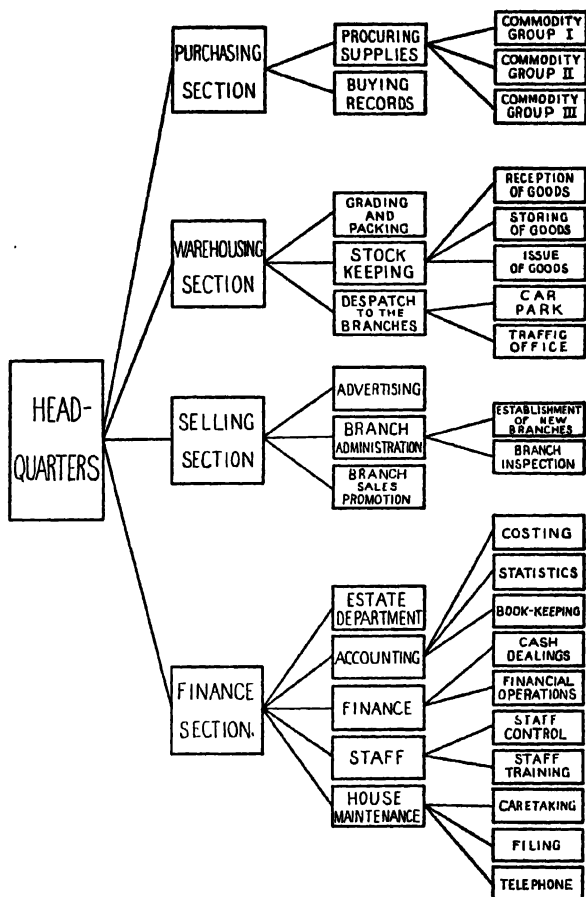 HEAD-
QUARTERS
PURCHASING
SECTION
PROCURING
SUPPLIES
COMMODITY
GROUP I
COMMODITY
GROUP II
COMMODITY
GROUP III
BUYING
RECORDS
WAREHOUSING
SECTION
GRADING
AND
PACKING
STOCK
KEEPING
RECEPTION
OF GOODS
STORING
OF GOODS
ISSUE
OF GOODS
DESPATCH
TO THE
BRANCHES
CAR
PARK
TRAFFIC
OFFICE
SELLING
SECTION
ADVERTISING
BRANCH
ADMINISTRATION
ESTABLISHMENT
OF NEW
BRANCHES
BRANCH
INSPECTION
BRANCH
SALES
PROMOTION
FINANCE
SECTION.
ESTATE
DEPARTMENT
ACCOUNTING
COSTING
STATISTICS
BOOK-KEEPING
FINANCE
CASH
DEALINGS
FINANCIAL
OPERATIONS
STAFF
STAFF
CONTROL
STAFF
TRAINING
HOUSE
MAINTENANCE
CARETAKING
FILING
TELEPHONE